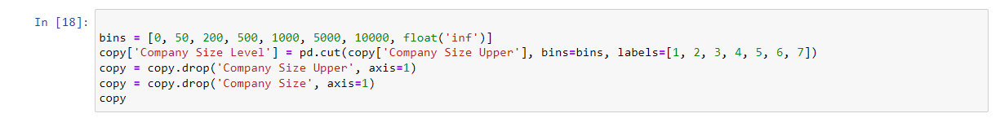 In [18]:
bins = [0, 50, 200, 500, 1000, 5000, 10000, float('inf')]
copy['Company Size Level'] = pd.cut(copy['Company Size Upper'], bins=bins, labels=[1, 2, 3, 4, 5, 6, 7])
copy = copy.drop('Company Size Upper', axis=1)
copy = copy.drop('Company Size', axis=1)
copy